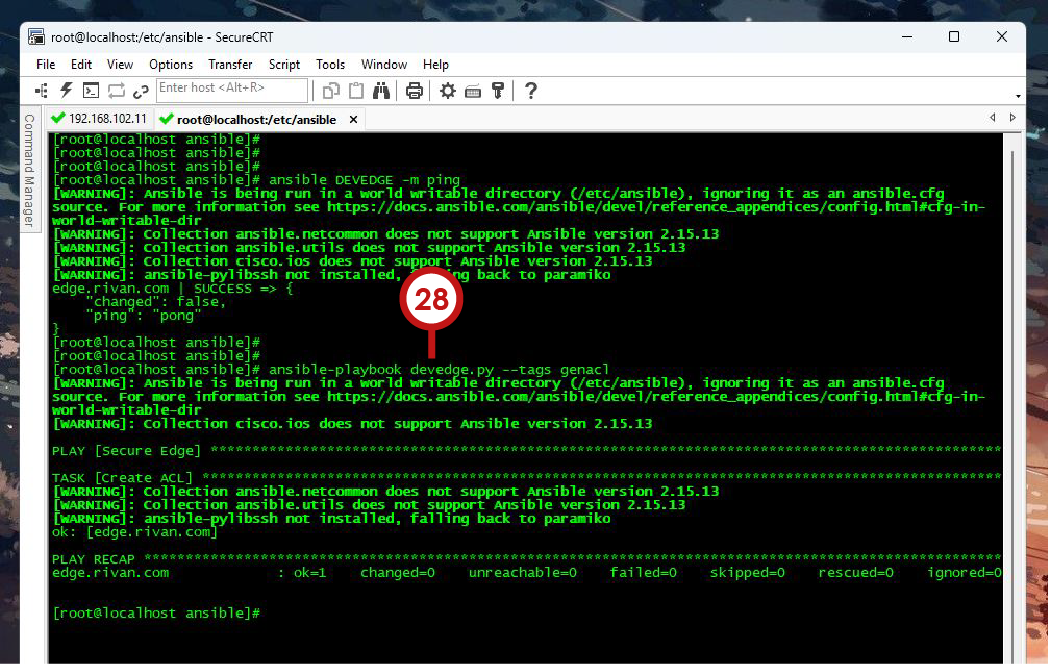 root@localhost:/etc/ansible - SecureCRT
File Edit View Options Transfer Script Tools Window Help
Enter host <Alt+R>
192.168.102.11 root@localhost:/etc/ansible
Command Manager
[root@localhost ansible]#
[root@localhost ansible]#
[root@localhost ansible]#
[root@localhost ansible]# ansible DEVEDGE -m ping
[WARNING]: Ansible is being run in a world writable directory (/etc/ansible), ignoring it as an ansible.cfg
source. For more information see https://docs.ansible.com/ansible/devel/reference_appendices/config.html#cfg-in-
world-writable-dir
[WARNING]: Collection ansible.netcommon does not support Ansible version 2.15.13
[WARNING]: Collection ansible.utils does not support Ansible version 2.15.13
[WARNING]: Collection cisco.ios does not support Ansible version 2.15.13
[WARNING]: ansible-pylibssh not installed, falling back to paramiko
edge.rivan.com | SUCCESS => {
"changed": false,
"ping": "pong"
}
28
[root@localhost ansible]#
[root@localhost ansible]#
[root@localhost ansible]# ansible-playbook devedge.py --tags genacl
[WARNING]: Ansible is being run in a world writable directory (/etc/ansible), ignoring it as an ansible.cfg
source. For more information see https://docs.ansible.com/ansible/devel/reference_appendices/config.html#cfg-in-
world-writable-dir
[WARNING]: Collection cisco.ios does not support Ansible version 2.15.13
PLAY [Secure Edge] **********************************************************************************************
TASK [Create ACL] ***********************************************************************************************
[WARNING]: Collection ansible.netcommon does not support Ansible version 2.15.13
[WARNING]: Collection ansible.utils does not support Ansible version 2.15.13
[WARNING]: ansible-pylibssh not installed, falling back to paramiko
ok: [edge.rivan.com]
PLAY RECAP ******************************************************************************************************
edge.rivan.com : ok=1 changed=0 unreachable=0 failed=0 skipped=0 rescued=0 ignored=0
[root@localhost ansible]#